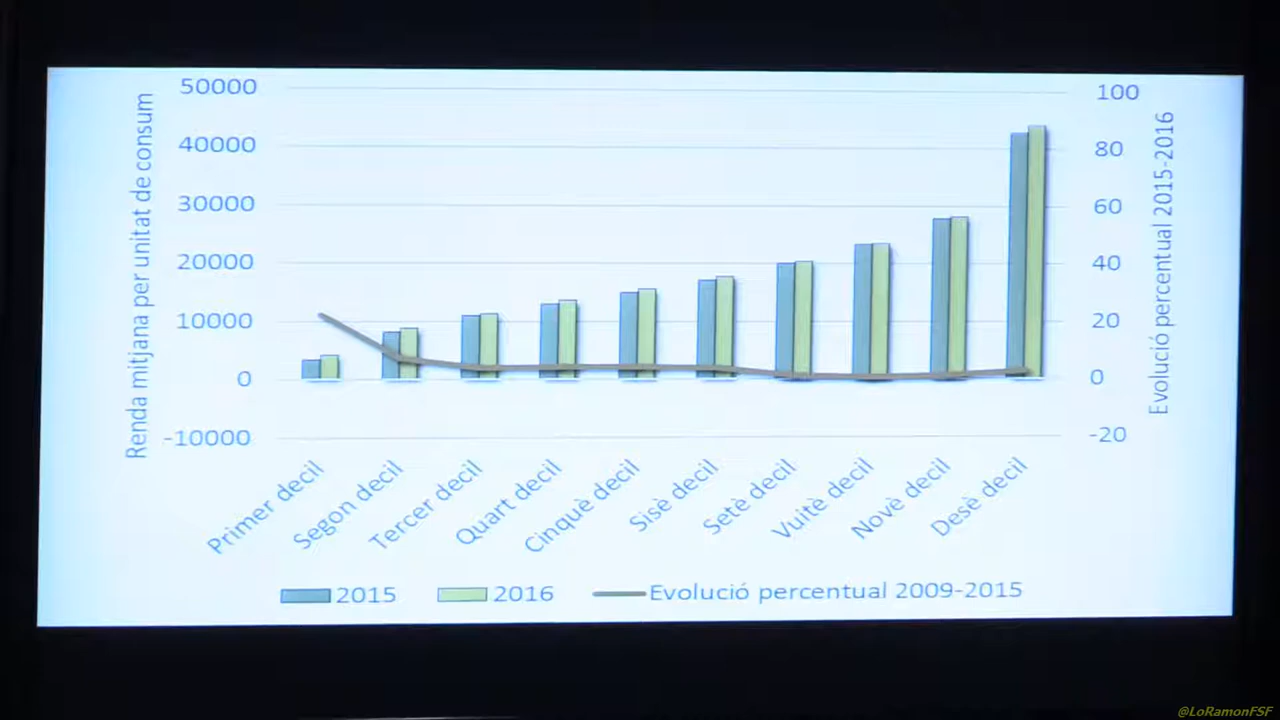 Renda mitjana per unitat de consum
50000
40000
30000
20000
10000
0
-10000
100
80
60
40
20
0
-20
Evolució percentual 2015-2016
Primer decil
Segon decil
Tercer decil
Quart decil
Cinquè decil
Sisè decil
Setè decil
Vuitè decil
Novè decil
Desè decil
2015
2016
Evolució percentual 2009-2015
@LoRamonFSF